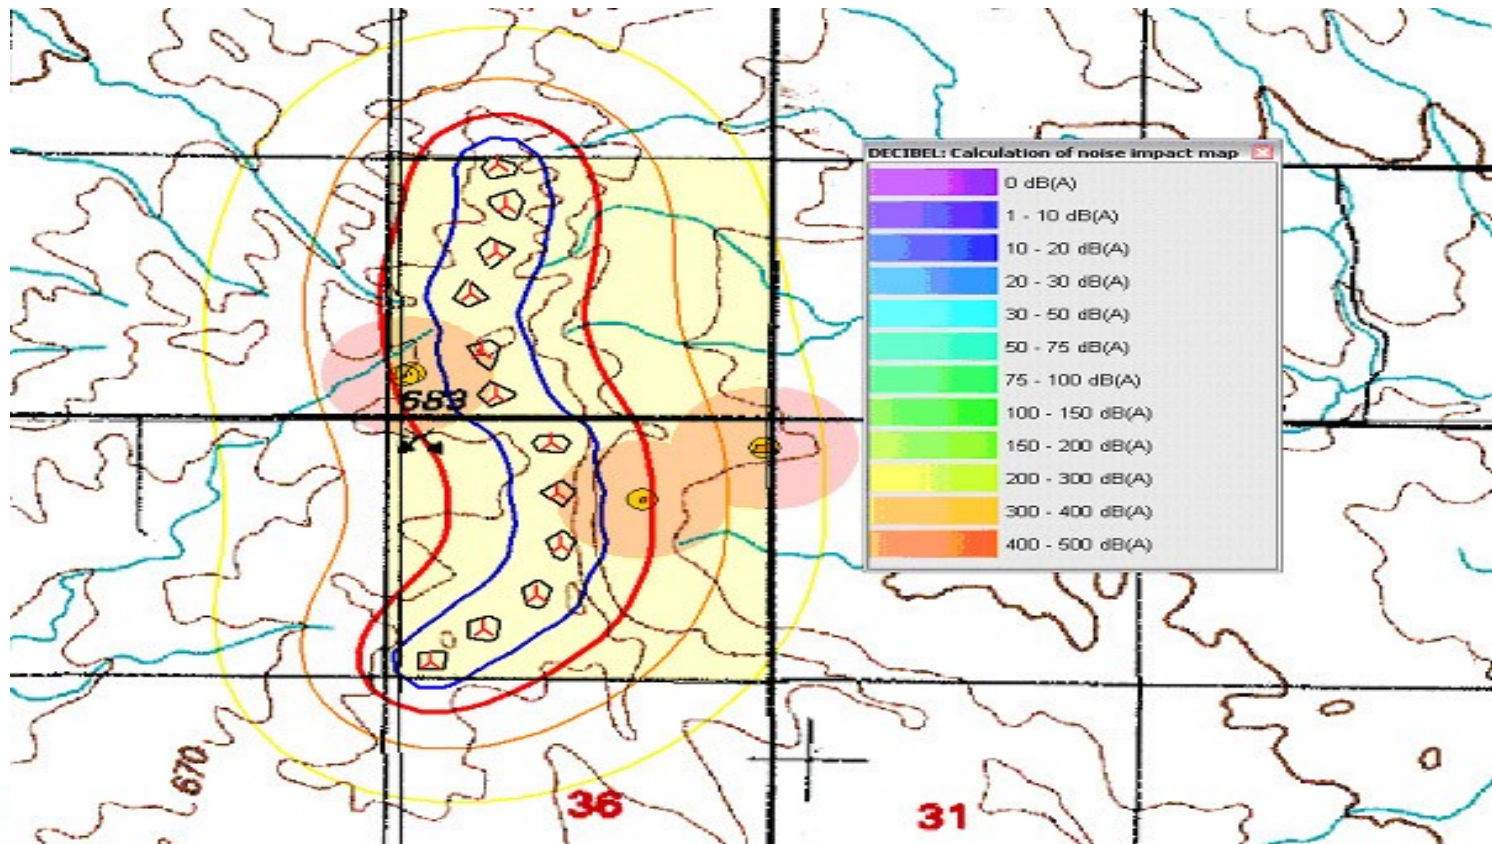 DECIBEL: Calculation of noise impact map
0 dB(A)
1 - 10 dB(A)
10 - 20 dB(A)
20 - 30 dB(A)
30 - 50 dB(A)
50 - 75 dB(A)
75 - 100 dB(A)
100 - 150 dB(A)
150 - 200 dB(A)
200 - 300 dB(A)
300 - 400 dB(A)
400 - 500 dB(A)
683
670
36
31